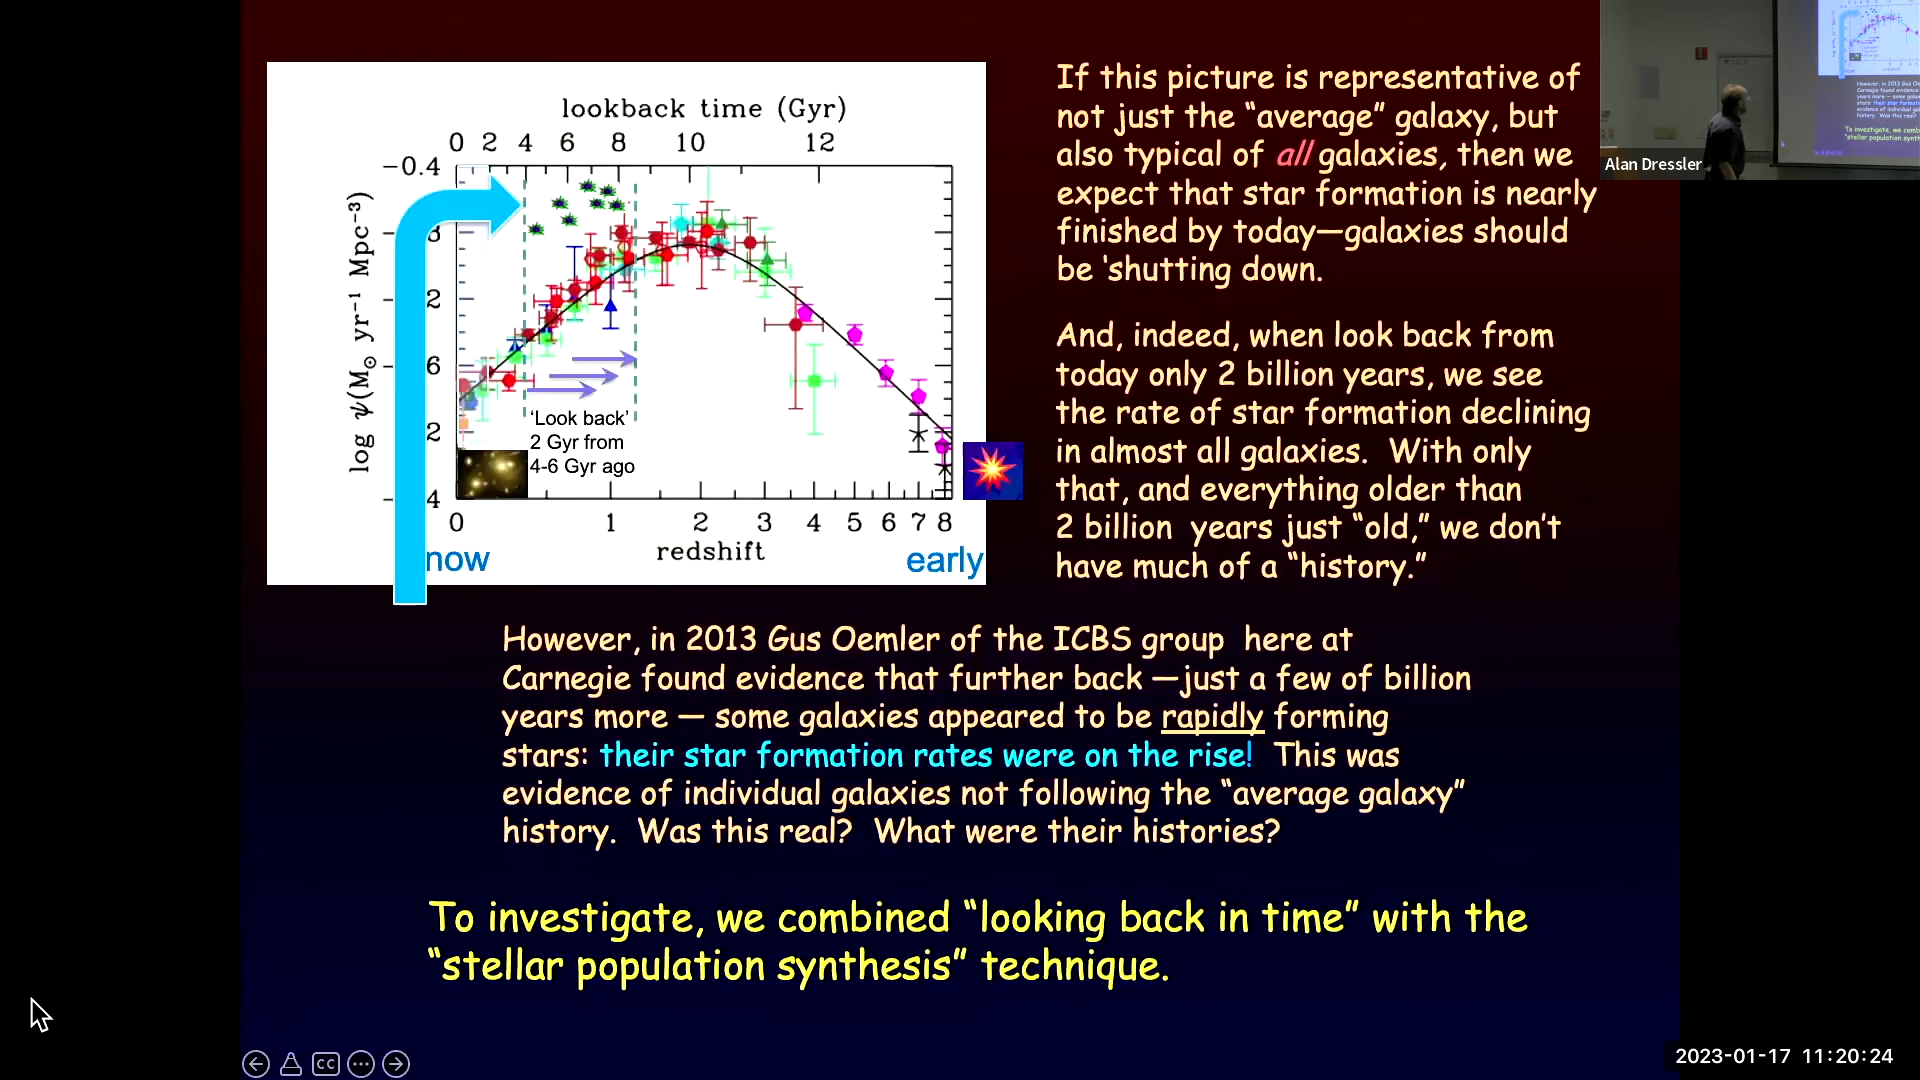 lookback time (Gyr)
0 2 4 6 8 10 12
−0.4
8
2
6
2
4
log ψ(M☉ yr−1 Mpc−3)
'Look back'
2 Gyr from
4-6 Gyr ago
0 1 2 3 4 5 6 7 8
redshift
now
early
If this picture is representative of
not just the “average” galaxy, but
also typical of all galaxies, then we
expect that star formation is nearly
finished by today—galaxies should
be ‘shutting down.
And, indeed, when look back from
today only 2 billion years, we see
the rate of star formation declining
in almost all galaxies. With only
that, and everything older than
2 billion years just “old,” we don’t
have much of a “history.”
However, in 2013 Gus Oemler of the ICBS group here at
Carnegie found evidence that further back —just a few of billion
years more — some galaxies appeared to be rapidly forming
stars: their star formation rates were on the rise! This was
evidence of individual galaxies not following the “average galaxy”
history. Was this real? What were their histories?
To investigate, we combined “looking back in time” with the
“stellar population synthesis” technique.
Alan Dressler
CC
2023-01-17 11:20:24